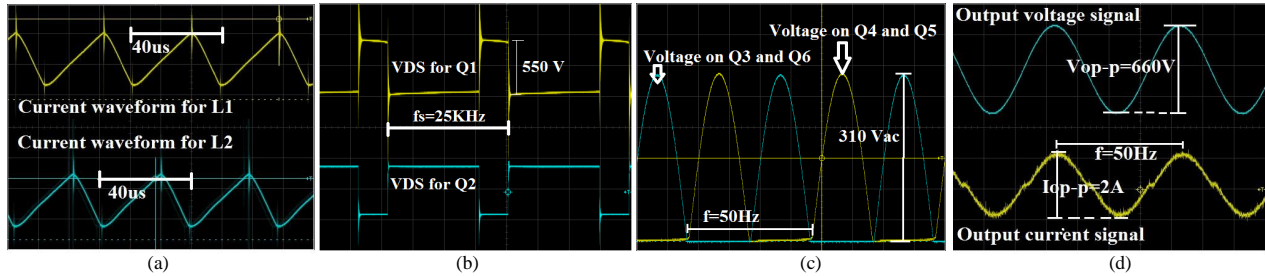 40us
Current waveform for L1
Current waveform for L2
40us
(a)
VDS for Q1
550 V
fs=25KHz
VDS for Q2
(b)
Voltage on Q4 and Q5
Voltage on Q3 and Q6
310 Vac
f=50Hz
(c)
Output voltage signal
Vop-p=660V
f=50Hz
Iop-p=2A
Output current signal
(d)